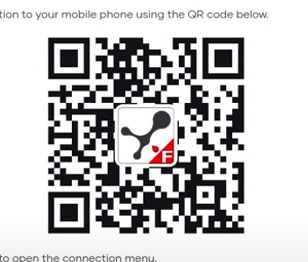 tion to your mobile phone using the QR code below.
F
to open the connection menu.